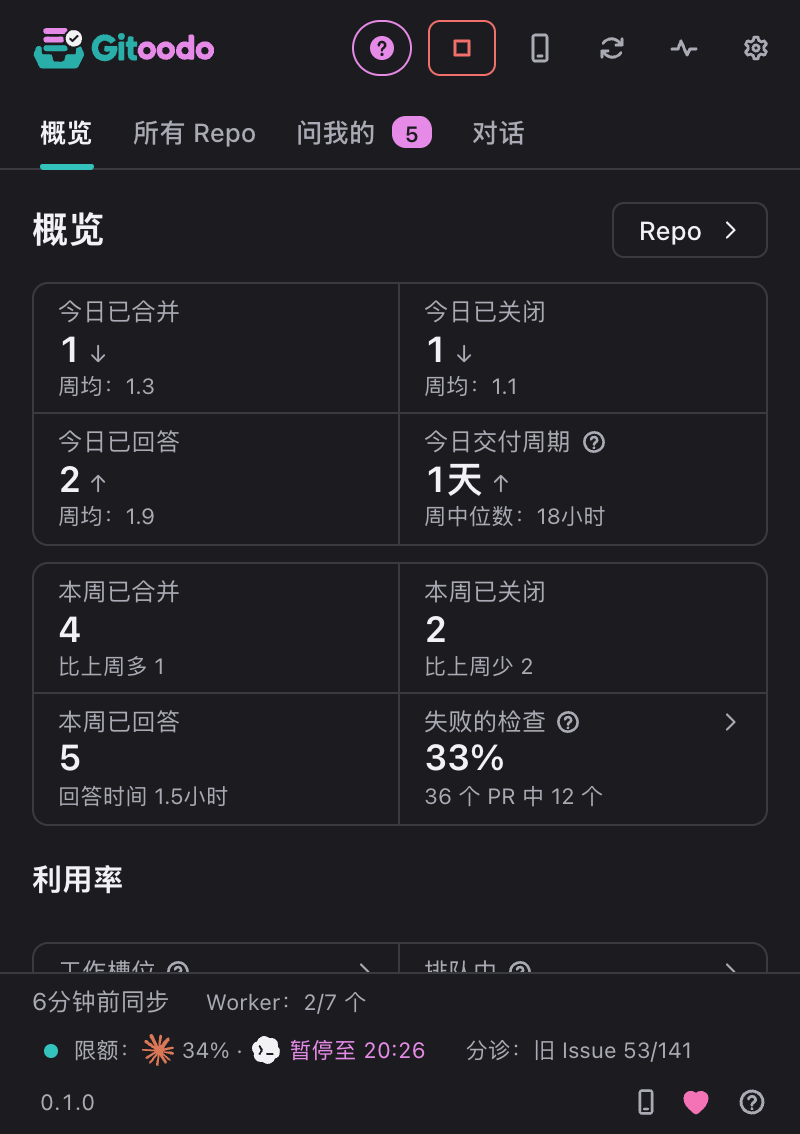 Gitoodo
概览 所有 Repo 问我的 5 对话
概览
Repo
今日已合并
1 ↓
周均：1.3
今日已关闭
1 ↓
周均：1.1
今日已回答
2 ↑
周均：1.9
今日交付周期
1天 ↑
周中位数：18小时
本周已合并
4
比上周多 1
本周已关闭
2
比上周少 2
本周已回答
5
回答时间 1.5小时
失败的检查
33%
36 个 PR 中 12 个
利用率
工作槽位
排队中
6分钟前同步 Worker：2/7 个
限额： 34% · 暂停至 20:26 分诊：旧 Issue 53/141
0.1.0